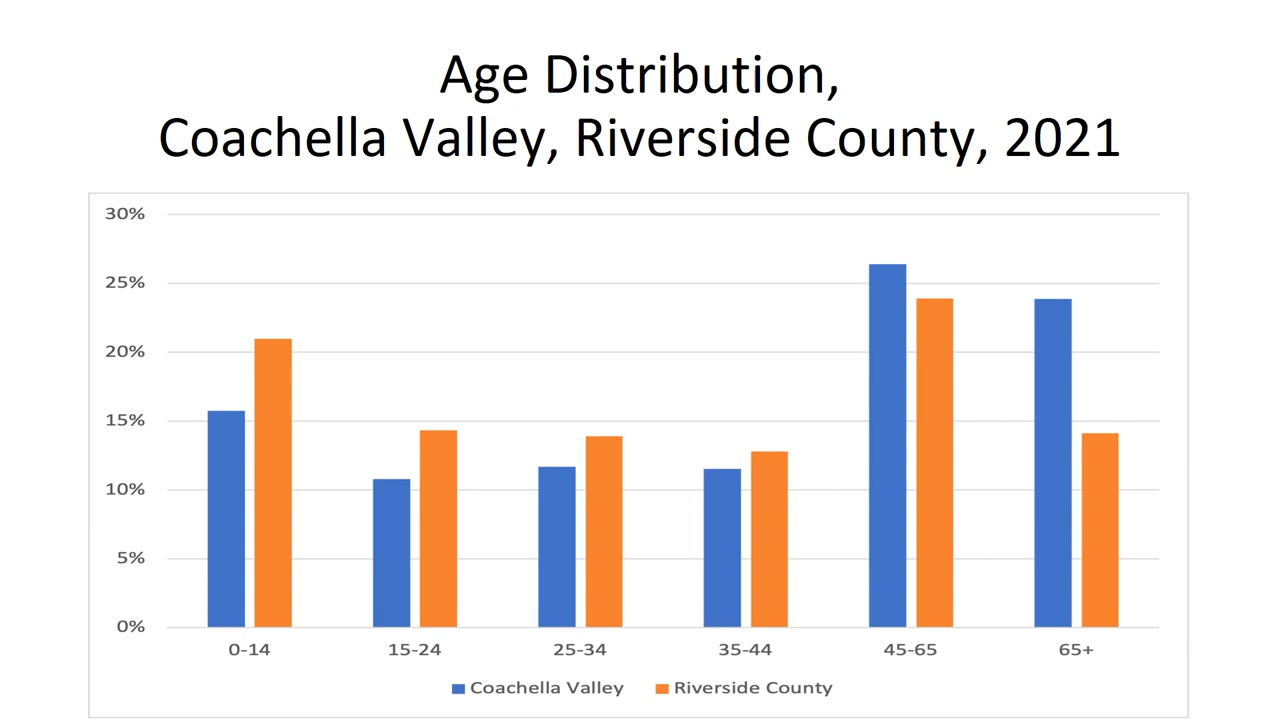 Age Distribution,
Coachella Valley, Riverside County, 2021
30%
25%
20%
15%
10%
5%
0%
0-14 15-24 25-34 35-44 45-65 65+
Coachella Valley Riverside County